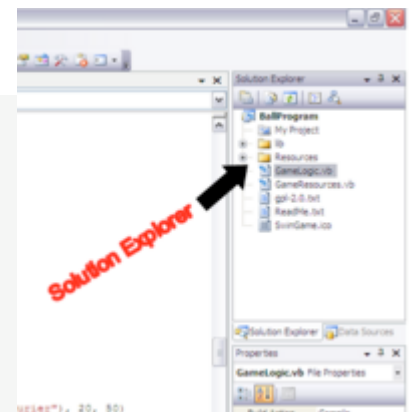 Solution Explorer
BallProgram
My Project
lib
Resources
GameLogic.vb
GameResources.vb
gpl-2.0.txt
ReadMe.txt
SwinGame.ico
Solution Explorer
Solution Explorer
Data Sources
Properties
GameLogic.vb File Properties
urier"), 20, 50)